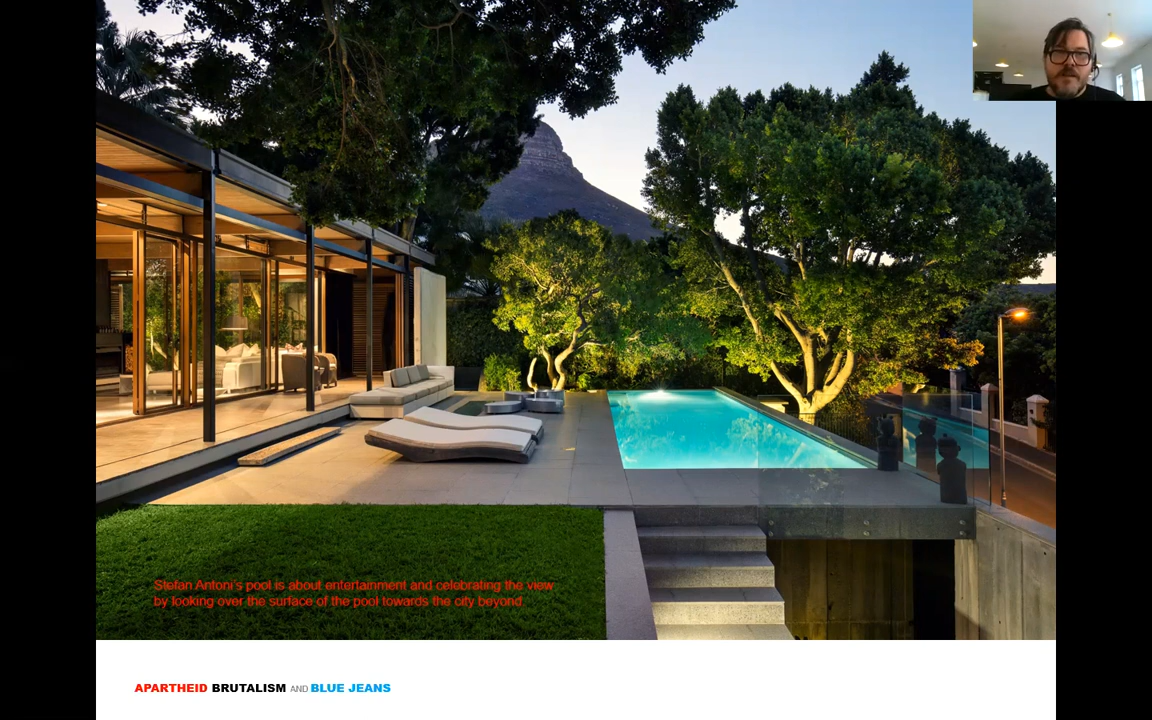 Stefan Antoni's pool is about entertainment and celebrating the view
by looking over the surface of the pool towards the city beyond.
APARTHEID BRUTALISM AND BLUE JEANS